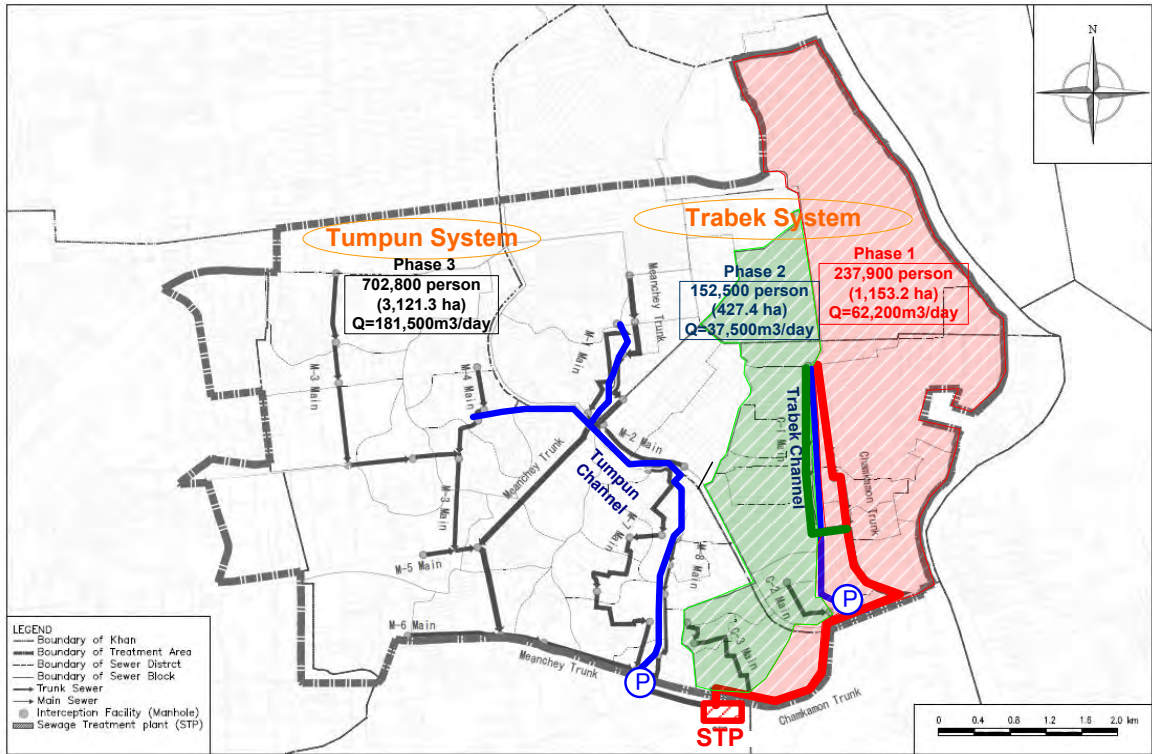 N
Tumpun System
Trabek System
Phase 3
702,800 person
(3,121.3 ha)
Q=181,500m3/day
Phase 2
152,500 person
(427.4 ha)
Q=37,500m3/day
Phase 1
237,900 person
(1,153.2 ha)
Q=62,200m3/day
Meanchey Trunk
M-1 Main
M-3 Main
M-4 Main
M-2 Main
Meanchey Trunk
Tumpun
Channel
C-1 Main
Trabek Channel
Chamkamon Trunk
M-3 Main
M-5 Main
M-7 Main
M-8 Main
C-2 Main
C-3 Main
P
M-6 Main
Meanchey Trunk
P
Chamkamon Trunk
STP
LEGEND
Boundary of Khan
Boundary of Treatment Area
Boundary of Sewer Distrct
Boundary of Sewer Block
Trunk Sewer
Main Sewer
Interception Facility (Manhole)
Sewage Treatment plant (STP)
0 0.4 0.8 1.2 1.6 2.0 km